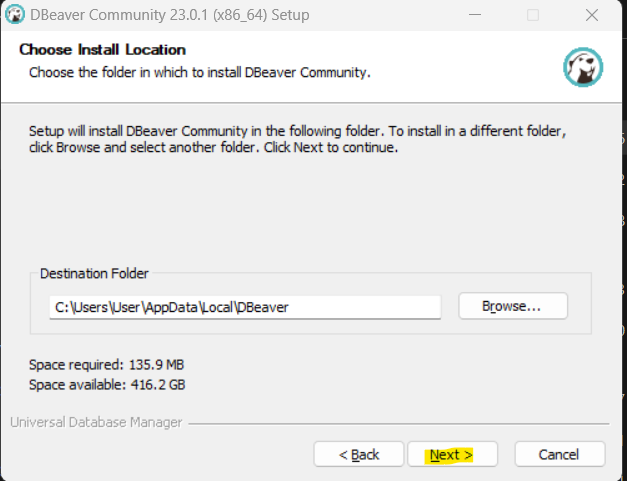 DBeaver Community 23.0.1 (x86_64) Setup
Choose Install Location
Choose the folder in which to install DBeaver Community.
Setup will install DBeaver Community in the following folder. To install in a different folder,
click Browse and select another folder. Click Next to continue.
Destination Folder
C:\Users\User\AppData\Local\DBeaver
Browse...
Space required: 135.9 MB
Space available: 416.2 GB
Universal Database Manager
< Back
Next >
Cancel